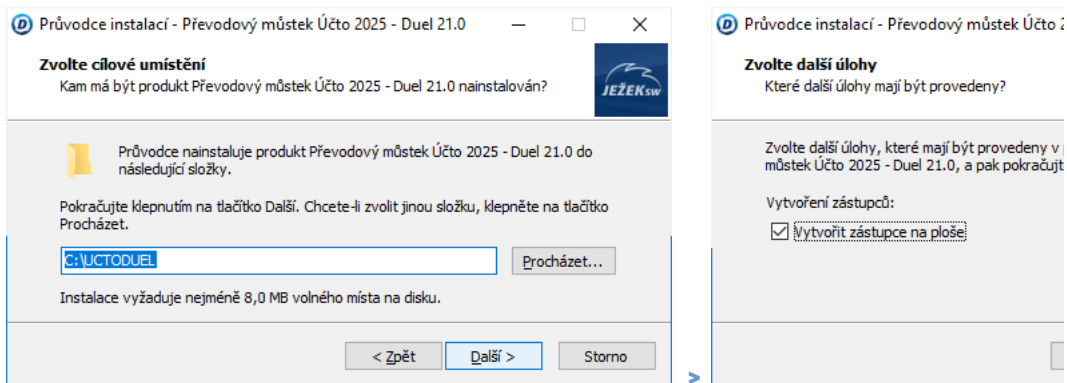 Průvodce instalací - Převodový můstek Účto 2025 - Duel 21.0
Zvolte cílové umístění
Kam má být produkt Převodový můstek Účto 2025 - Duel 21.0 nainstalován?
JEŽEKSW
Průvodce nainstaluje produkt Převodový můstek Účto 2025 - Duel 21.0 do
následující složky.
Pokračujte klepnutím na tlačítko Další. Chcete-li zvolit jinou složku, klepněte na tlačítko
Procházet.
C:\UCTODUEL
Procházet...
Instalace vyžaduje nejméně 8,0 MB volného místa na disku.
< Zpět
Další >
Storno
>
Průvodce instalací - Převodový můstek Účto
Zvolte další úlohy
Které další úlohy mají být provedeny?
Zvolte další úlohy, které mají být provedeny v
můstek Účto 2025 - Duel 21.0, a pak pokračujt
Vytvoření zástupců:
Vytvořit zástupce na ploše